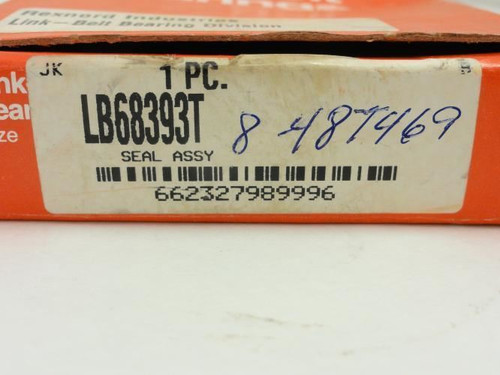 Rexnord Industries
Link-Belt Bearing Division
JK
1 PC.
LB68393T
8 487469
SEAL ASSY
662327989996